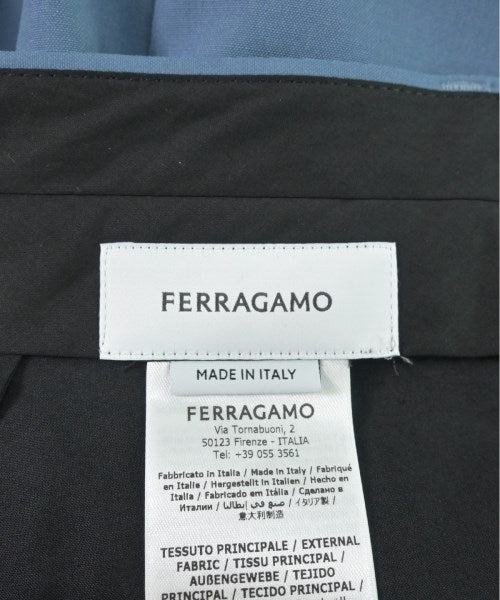 FERRAGAMO
MADE IN ITALY
FERRAGAMO
Via Tornabuoni, 2
50123 Firenze - ITALIA
Tel: +39 055 3561
Fabbricato in Italia / Made in Italy / Fabriqué
en Italie / Hergestellt in Italien / Hecho en
Italia / Fabricado em Itália / Сделано в
Италии / صنع في إيطاليا / イタリア製 /
意大利制造
TESSUTO PRINCIPALE / EXTERNAL
FABRIC / TISSU PRINCIPAL /
AUßENGEWEBE / TEJIDO
PRINCIPAL / TECIDO PRINCIPAL /